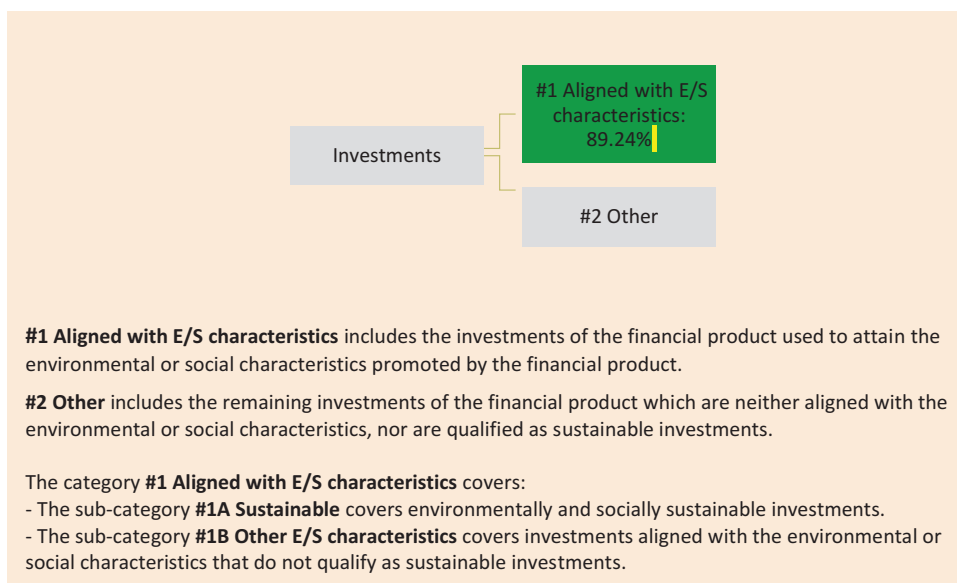 #1 Aligned with E/S
characteristics:
89.24%
Investments
#2 Other
#1 Aligned with E/S characteristics includes the investments of the financial product used to attain the
environmental or social characteristics promoted by the financial product.
#2 Other includes the remaining investments of the financial product which are neither aligned with the
environmental or social characteristics, nor are qualified as sustainable investments.
The category #1 Aligned with E/S characteristics covers:
- The sub-category #1A Sustainable covers environmentally and socially sustainable investments.
- The sub-category #1B Other E/S characteristics covers investments aligned with the environmental or
social characteristics that do not qualify as sustainable investments.